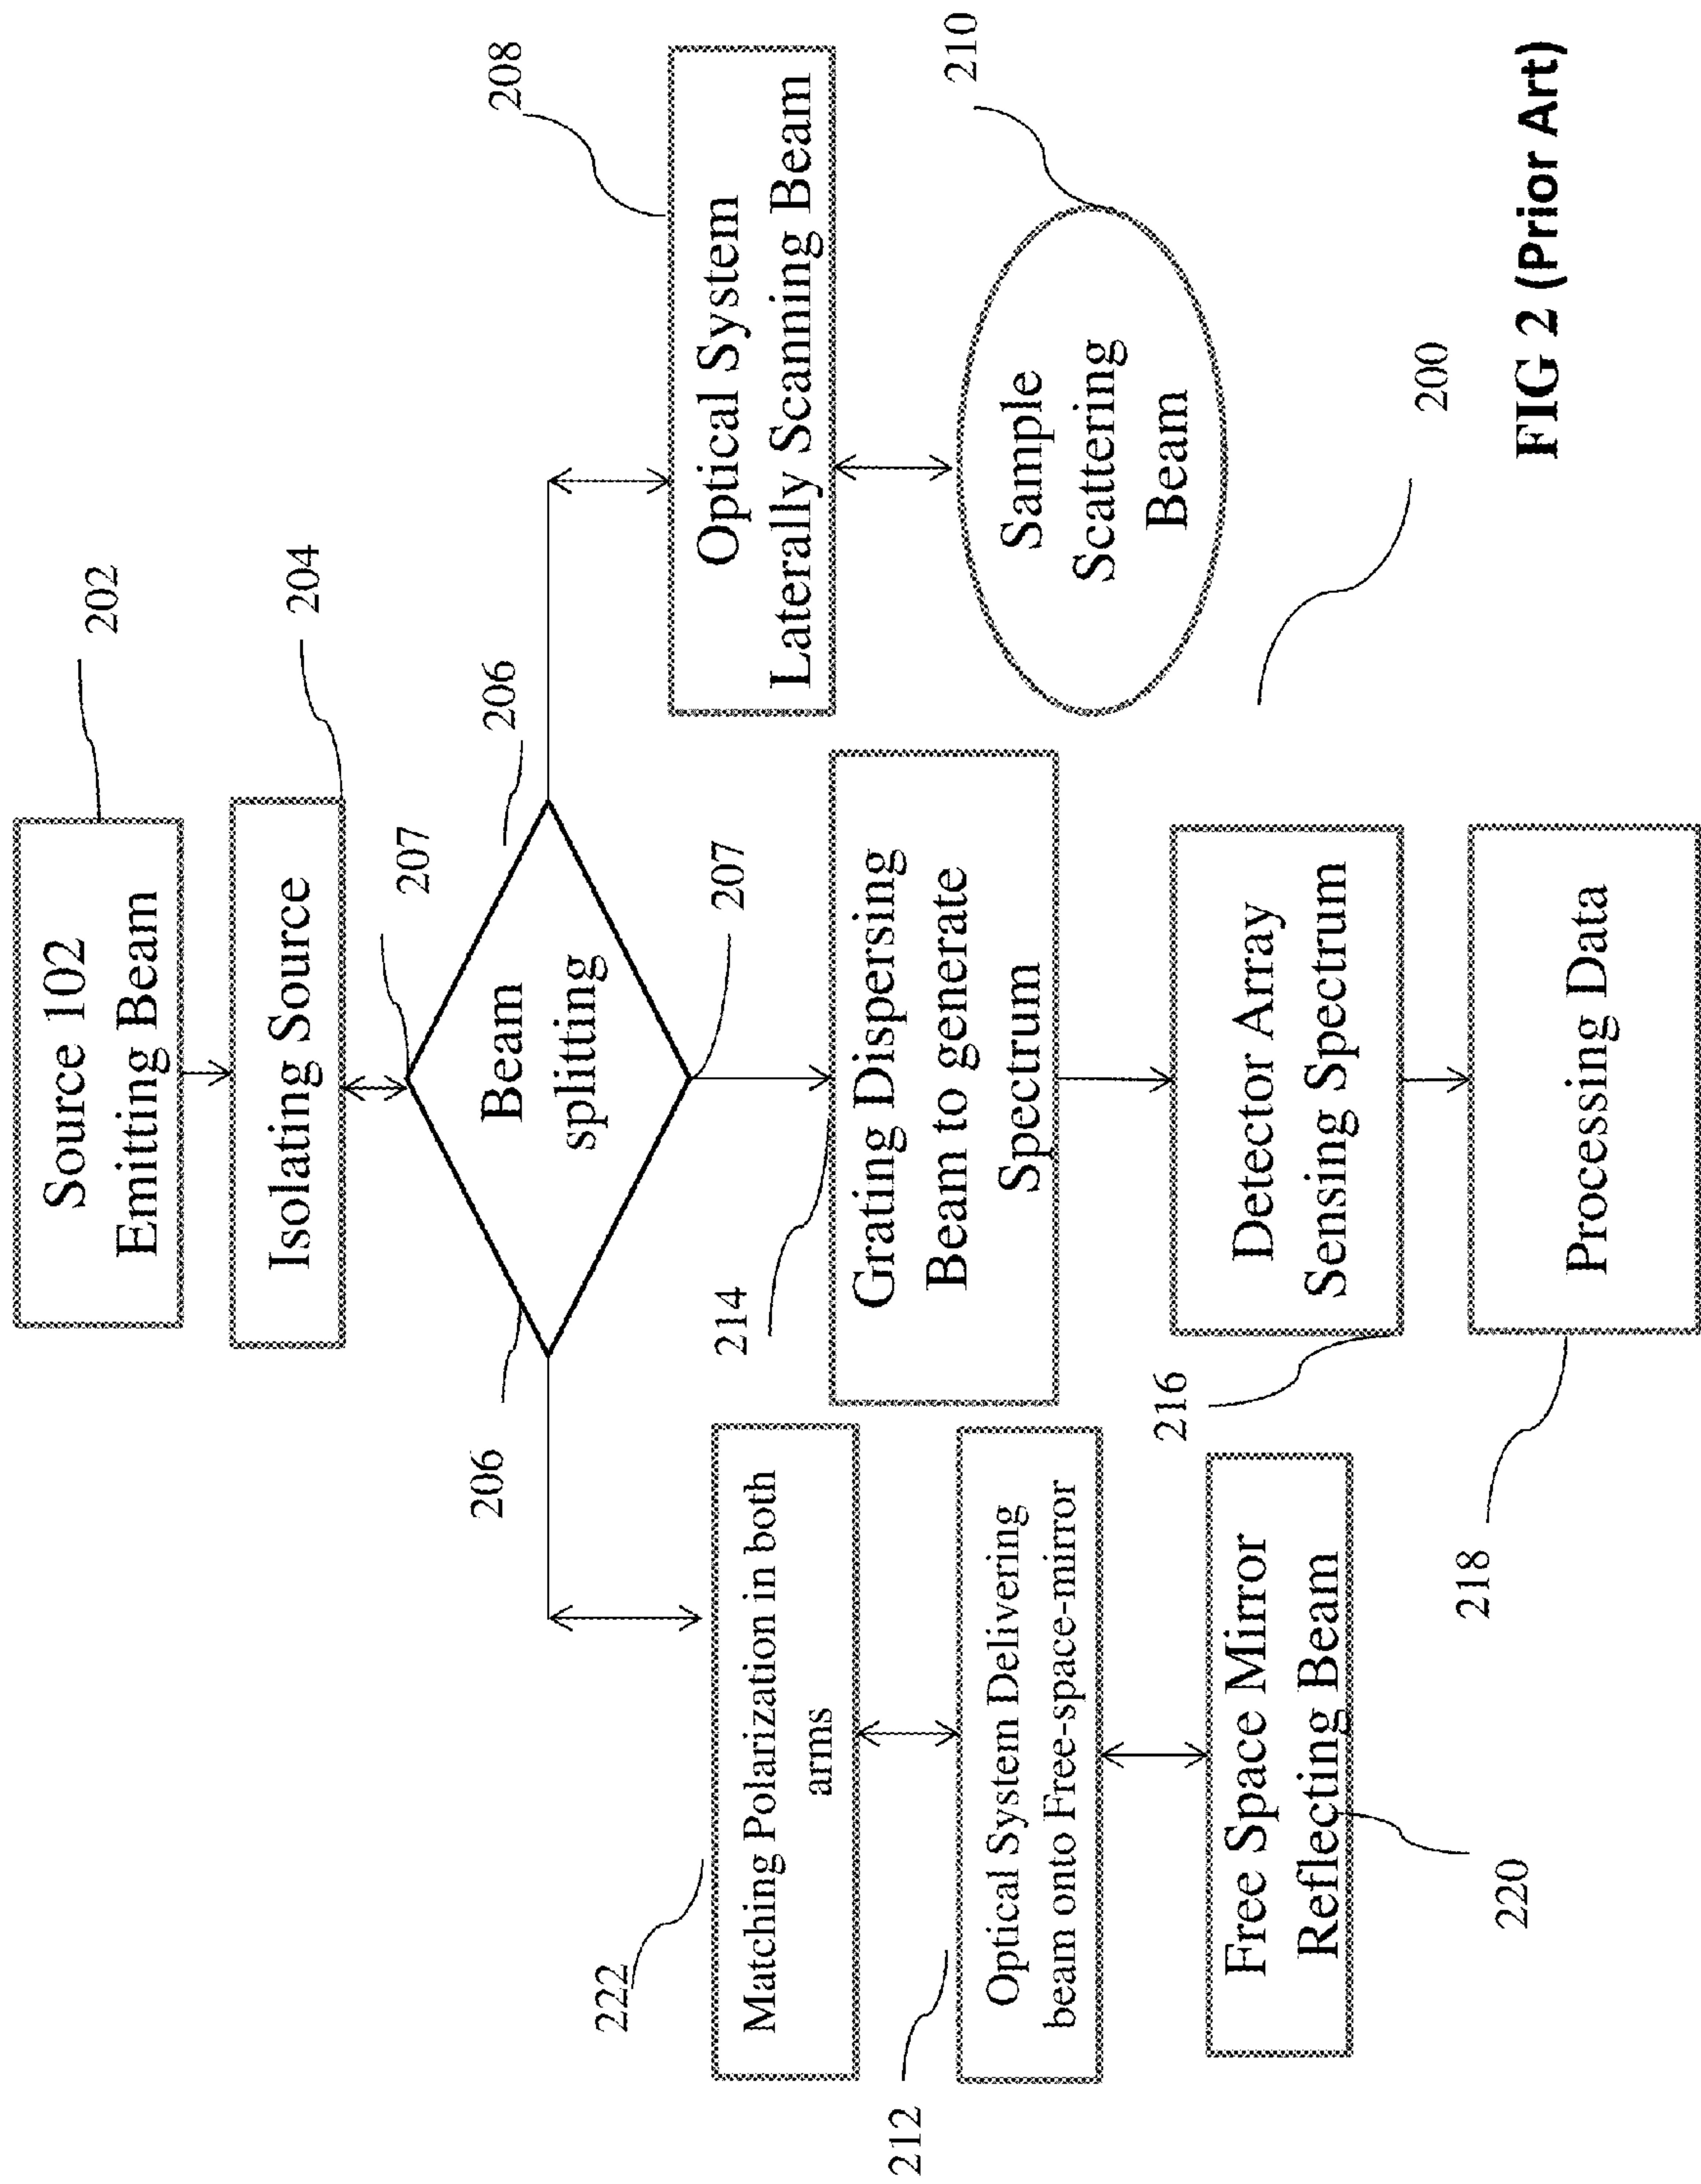 202
Source 102
Emitting Beam
204
Isolating Source
207
206
206
Beam
splitting
207
208
Optical System
Laterally Scanning Beam
210
Sample
Scattering
Beam
222
Matching Polarization in both
arms
212
Optical System Delivering
beam onto Free-space-mirror
Free Space Mirror
Reflecting Beam
220
214
Grating Dispersing
Beam to generate
Spectrum
216
Detector Array
Sensing Spectrum
218
Processing Data
200
FIG 2 (Prior Art)